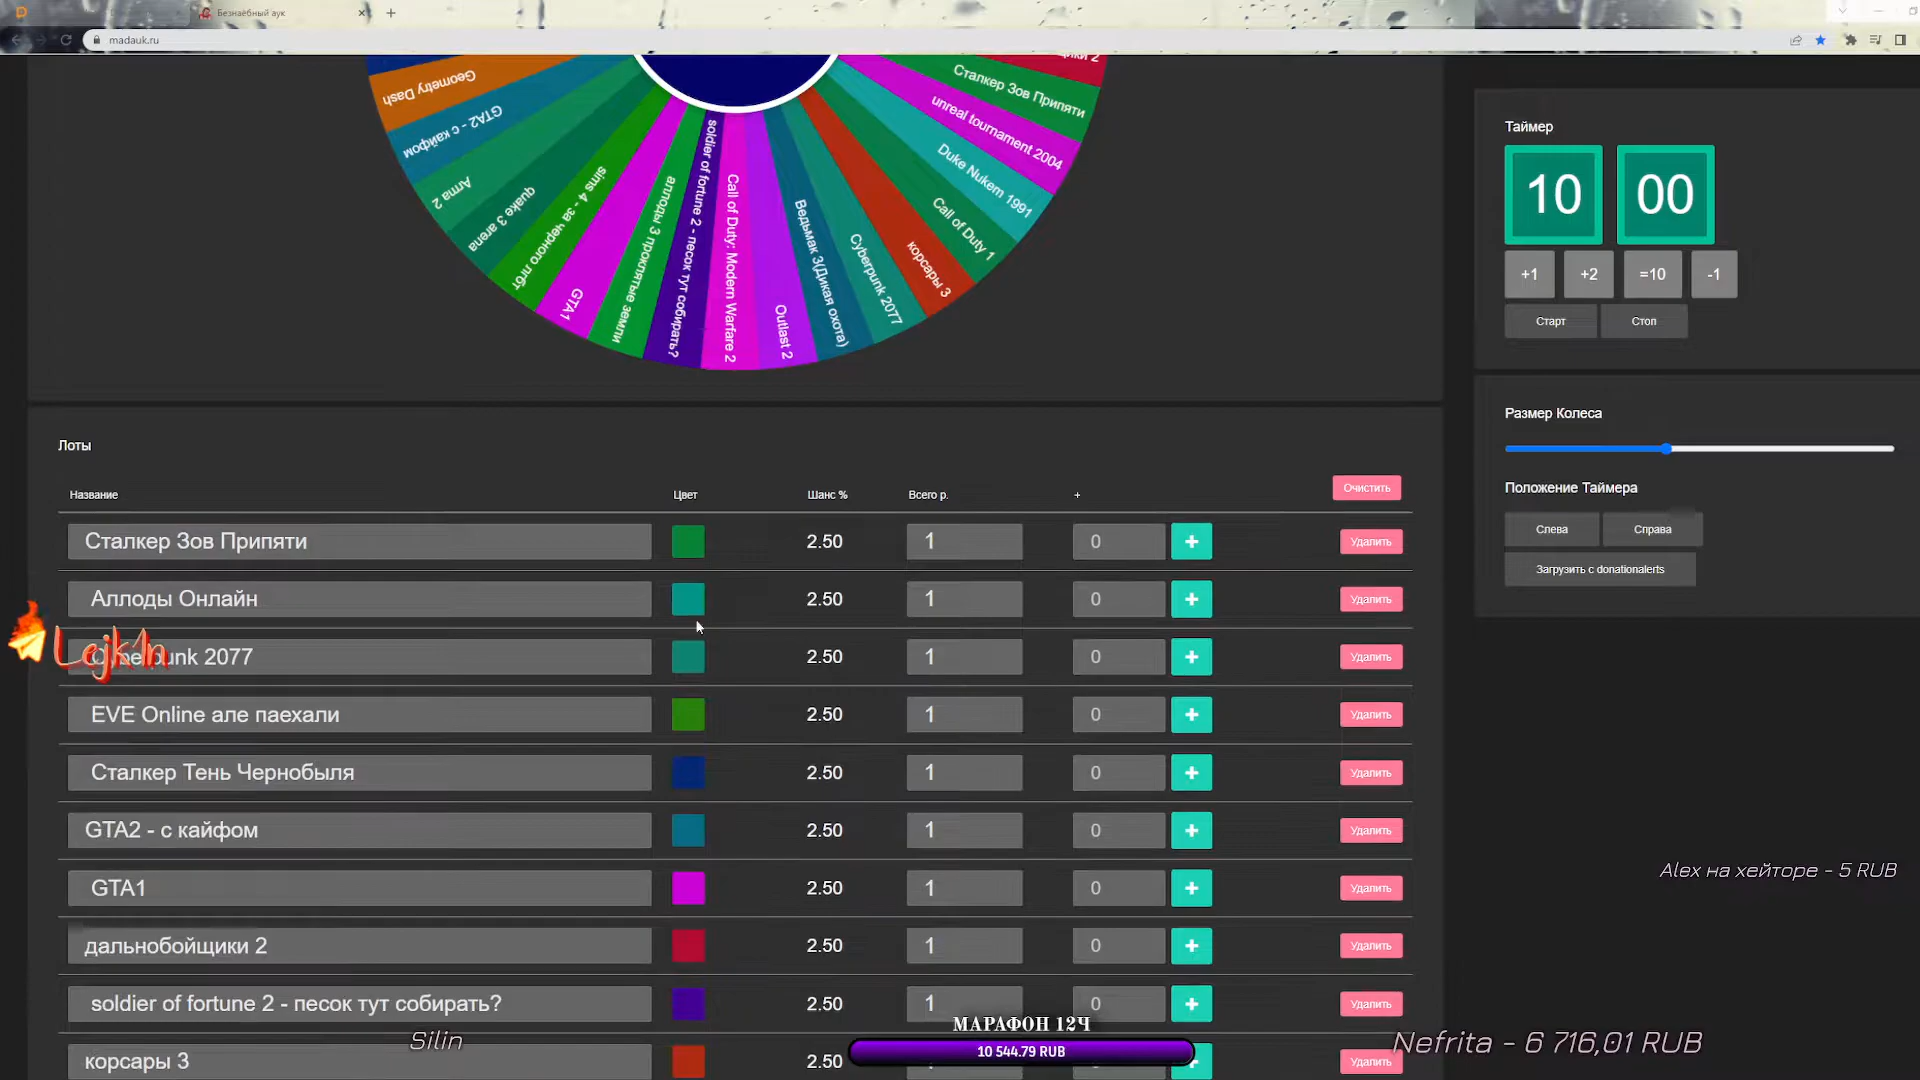 Безнаёбный аук
madauk.ru
Geometry Dash
GTA2 - с кайфом
Arma 2
quake 3 arena
sims 4 - за черного пгбт
GTA1
аллоды 3 проклятые земли
soldier of fortune 2 - песок тут собирать?
Call of Duty: Modern Warfare 2
Outlast 2
Ведьмак 3(Дикая охота)
Cyberpunk 2077
корсары 3
Call of Duty 1
Duke Nukem 1991
unreal tournament 2004
Сталкер Зов Припяти
Таймер
10 00
+1 +2 =10 -1
Старт Стоп
Размер Колеса
Положение Таймера
Слева Справа
Загрузить с donationalerts
Лоты
Название Цвет Шанс % Всего р. + Очистить
Сталкер Зов Припяти 2.50 1 0 + Удалить
Аллоды Онлайн 2.50 1 0 + Удалить
Cyberpunk 2077 2.50 1 0 + Удалить
Lejk1n
EVE Online але паехали 2.50 1 0 + Удалить
Сталкер Тень Чернобыля 2.50 1 0 + Удалить
GTA2 - с кайфом 2.50 1 0 + Удалить
Alex на хейторе - 5 RUB
GTA1 2.50 1 0 + Удалить
дальнобойщики 2 2.50 1 0 + Удалить
soldier of fortune 2 - песок тут собирать? 2.50 1 0 + Удалить
МАРАФОН 12Ч
Silin
10 544.79 RUB
Nefrita - 6 716,01 RUB
корсары 3 2.50 Удалить